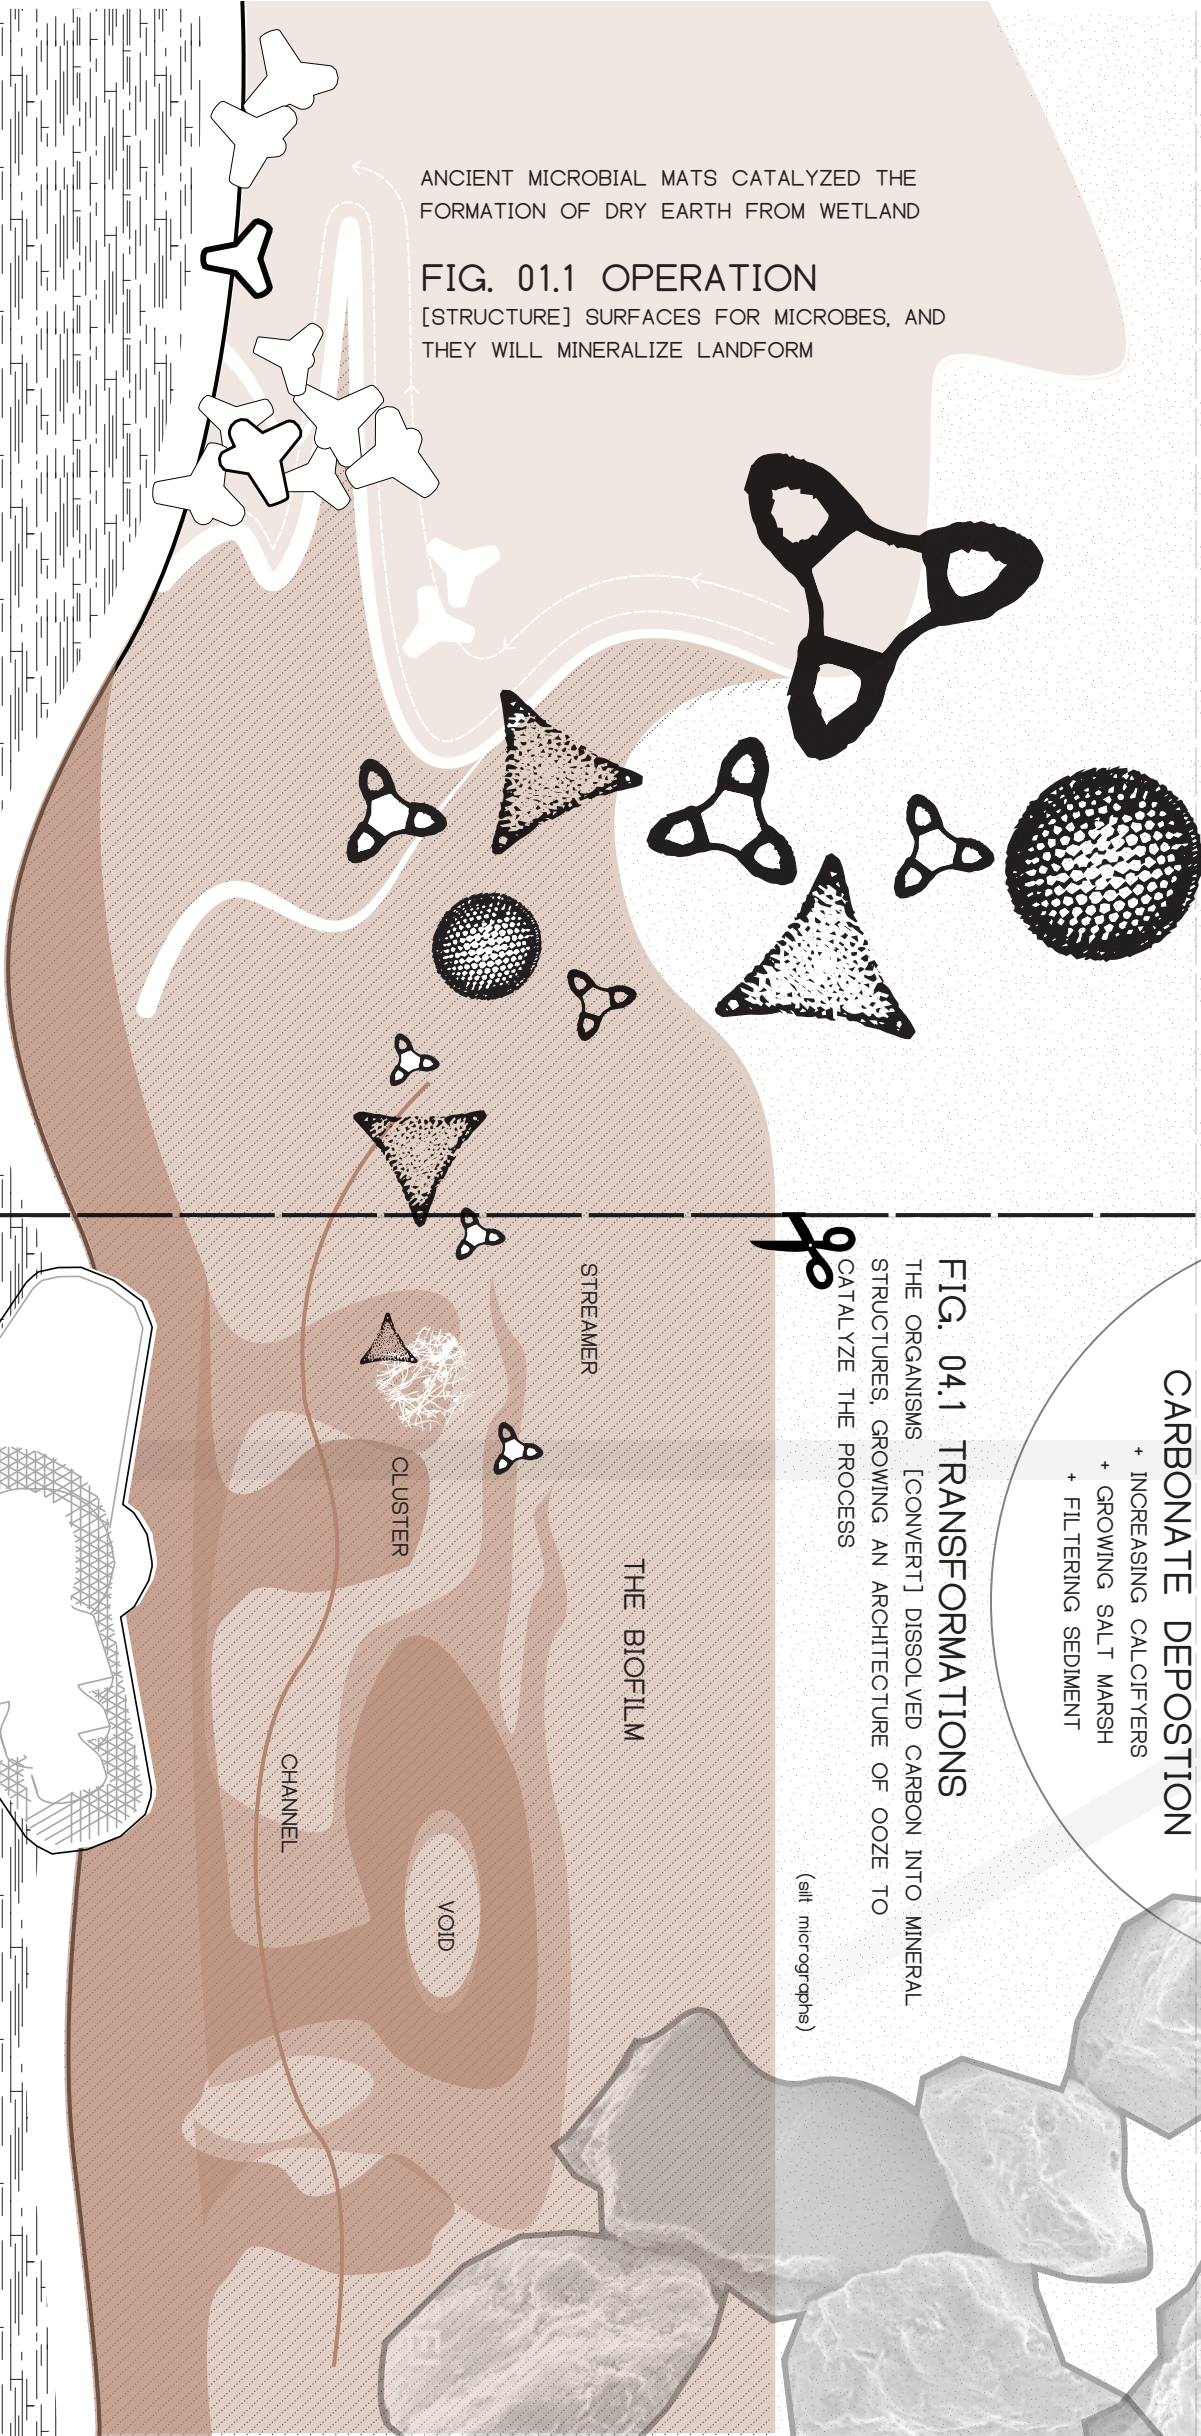 ANCIENT MICROBIAL MATS CATALYZED THE
FORMATION OF DRY EARTH FROM WETLAND
FIG. 01.1 OPERATION
[STRUCTURE] SURFACES FOR MICROBES, AND
THEY WILL MINERALIZE LANDFORM
CARBONATE DEPOSTION
+ INCREASING CALCIFYERS
+ GROWING SALT MARSH
+ FILTERING SEDIMENT
FIG. 04.1 TRANSFORMATIONS
THE ORGANISMS [CONVERT] DISSOLVED CARBON INTO MINERAL
STRUCTURES, GROWING AN ARCHITECTURE OF OOZE TO
CATALYZE THE PROCESS
(silt micrographs)
THE BIOFILM
STREAMER
VOID
CLUSTER
CHANNEL